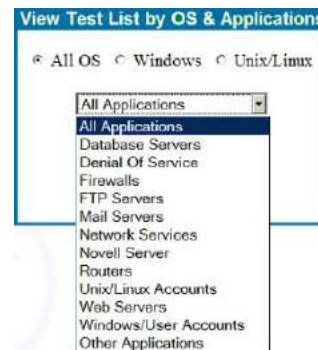 View Test List by OS & Applications
All OS Windows Unix/Linux
All Applications
All Applications
Database Servers
Denial Of Service
Firewalls
FTP Servers
Mail Servers
Network Services
Novell Server
Routers
Unix/Linux Accounts
Web Servers
Windows/User Accounts
Other Applications